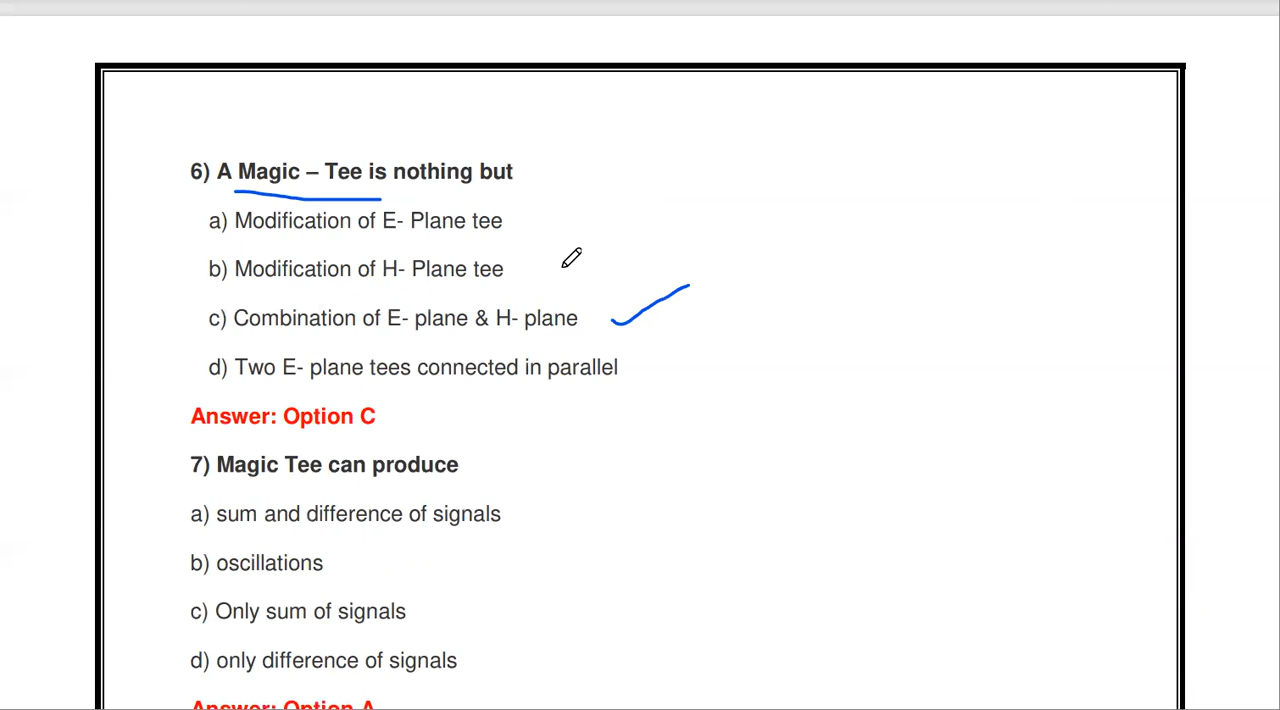 6) A Magic – Tee is nothing but
a) Modification of E- Plane tee
b) Modification of H- Plane tee
c) Combination of E- plane & H- plane
d) Two E- plane tees connected in parallel
Answer: Option C
7) Magic Tee can produce
a) sum and difference of signals
b) oscillations
c) Only sum of signals
d) only difference of signals
Answer: Option A